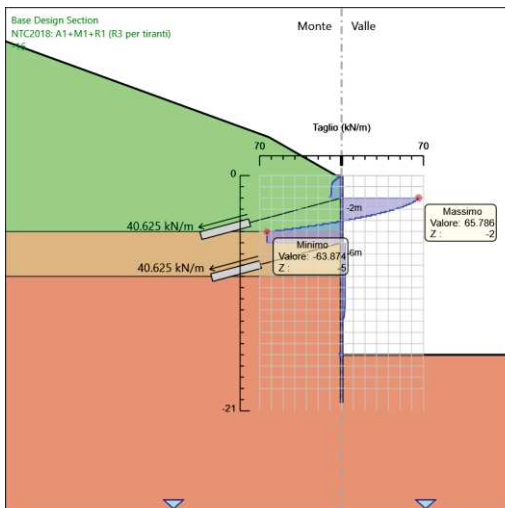 Base Design Section
NTC2018: A1+M1+R1 (R3 per tiranti)
Monte
Valle
Taglio (kN/m)
70
70
0
-2m
Massimo
Valore: 65.786
Z : -2
40.625 kN/m
Minimo
Valore: -63.874
Z : -5
-6m
40.625 kN/m
-21